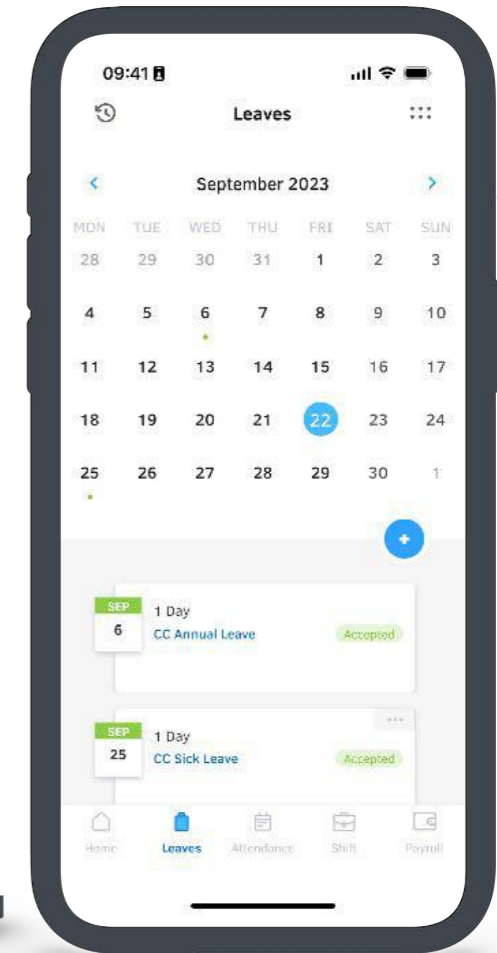 09:41
Leaves
September 2023
MON TUE WED THU FRI SAT SUN
28 29 30 31 1 2 3
4 5 6 7 8 9 10
11 12 13 14 15 16 17
18 19 20 21 22 23 24
25 26 27 28 29 30 1
+
SEP
6
1 Day
CC Annual Leave
Accepted
SEP
25
1 Day
CC Sick Leave
Accepted
Home Leaves Attendance Shift Payroll